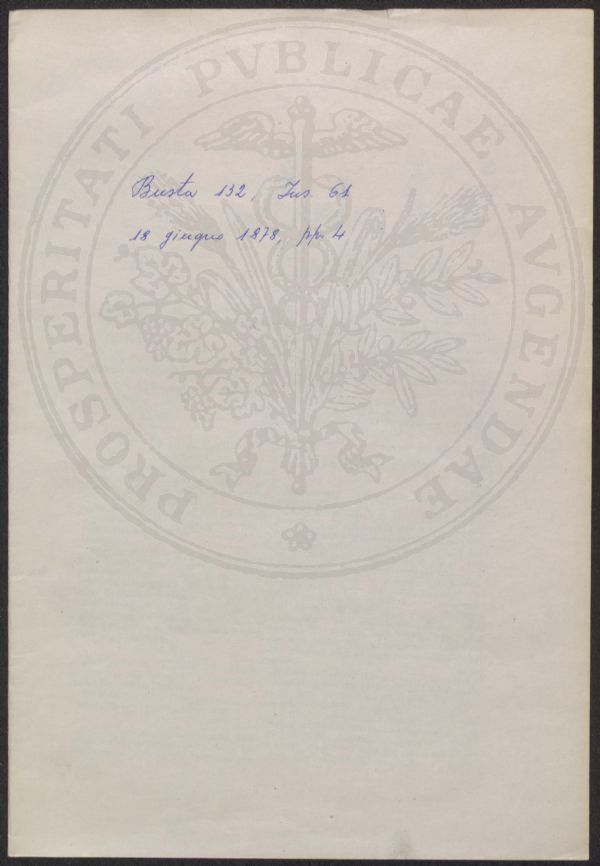 PROSPERITATI PVBLICAE AVGENDAE
Busta 132, Ins. 61
18 giugno 1878, pp. 4